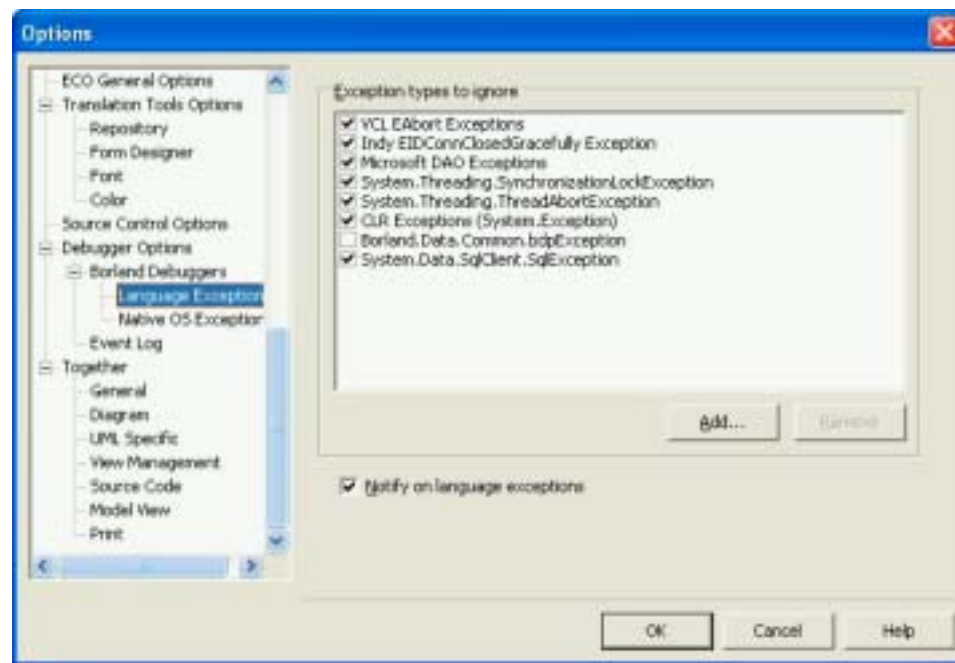 Options
ECO General Options
Translation Tools Options
Repository
Form Designer
Font
Color
Source Control Options
Debugger Options
Borland Debuggers
Language Exception
Native OS Exception
Event Log
Together
General
Diagram
UML Specific
View Management
Source Code
Model View
Print
Exception types to ignore
VCL EAbort Exceptions
Indy EIDConnClosedGracefully Exception
Microsoft DAO Exceptions
System.Threading.SynchronizationLockException
System.Threading.ThreadAbortException
CLR Exceptions (System.Exception)
Borland.Data.Common.bdpException
System.Data.SqlClient.SqlException
Add...
Remove
Notify on language exceptions
OK
Cancel
Help